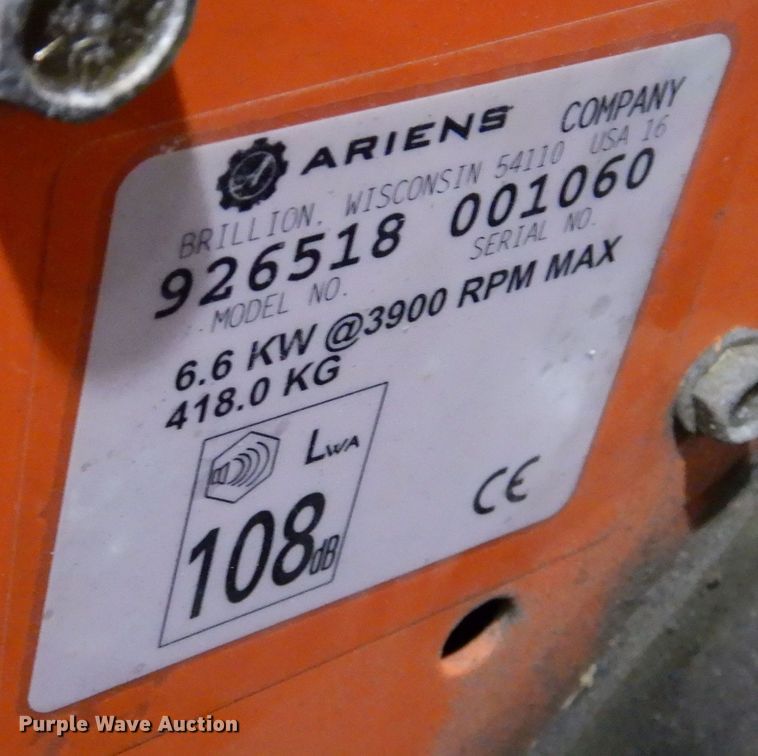 ARIENS COMPANY
BRILLION, WISCONSIN 54110 USA 16
926518 001060
MODEL NO. SERIAL NO.
6.6 KW @3900 RPM MAX
418.0 KG
LWA
108dB
CE
Purple Wave Auction